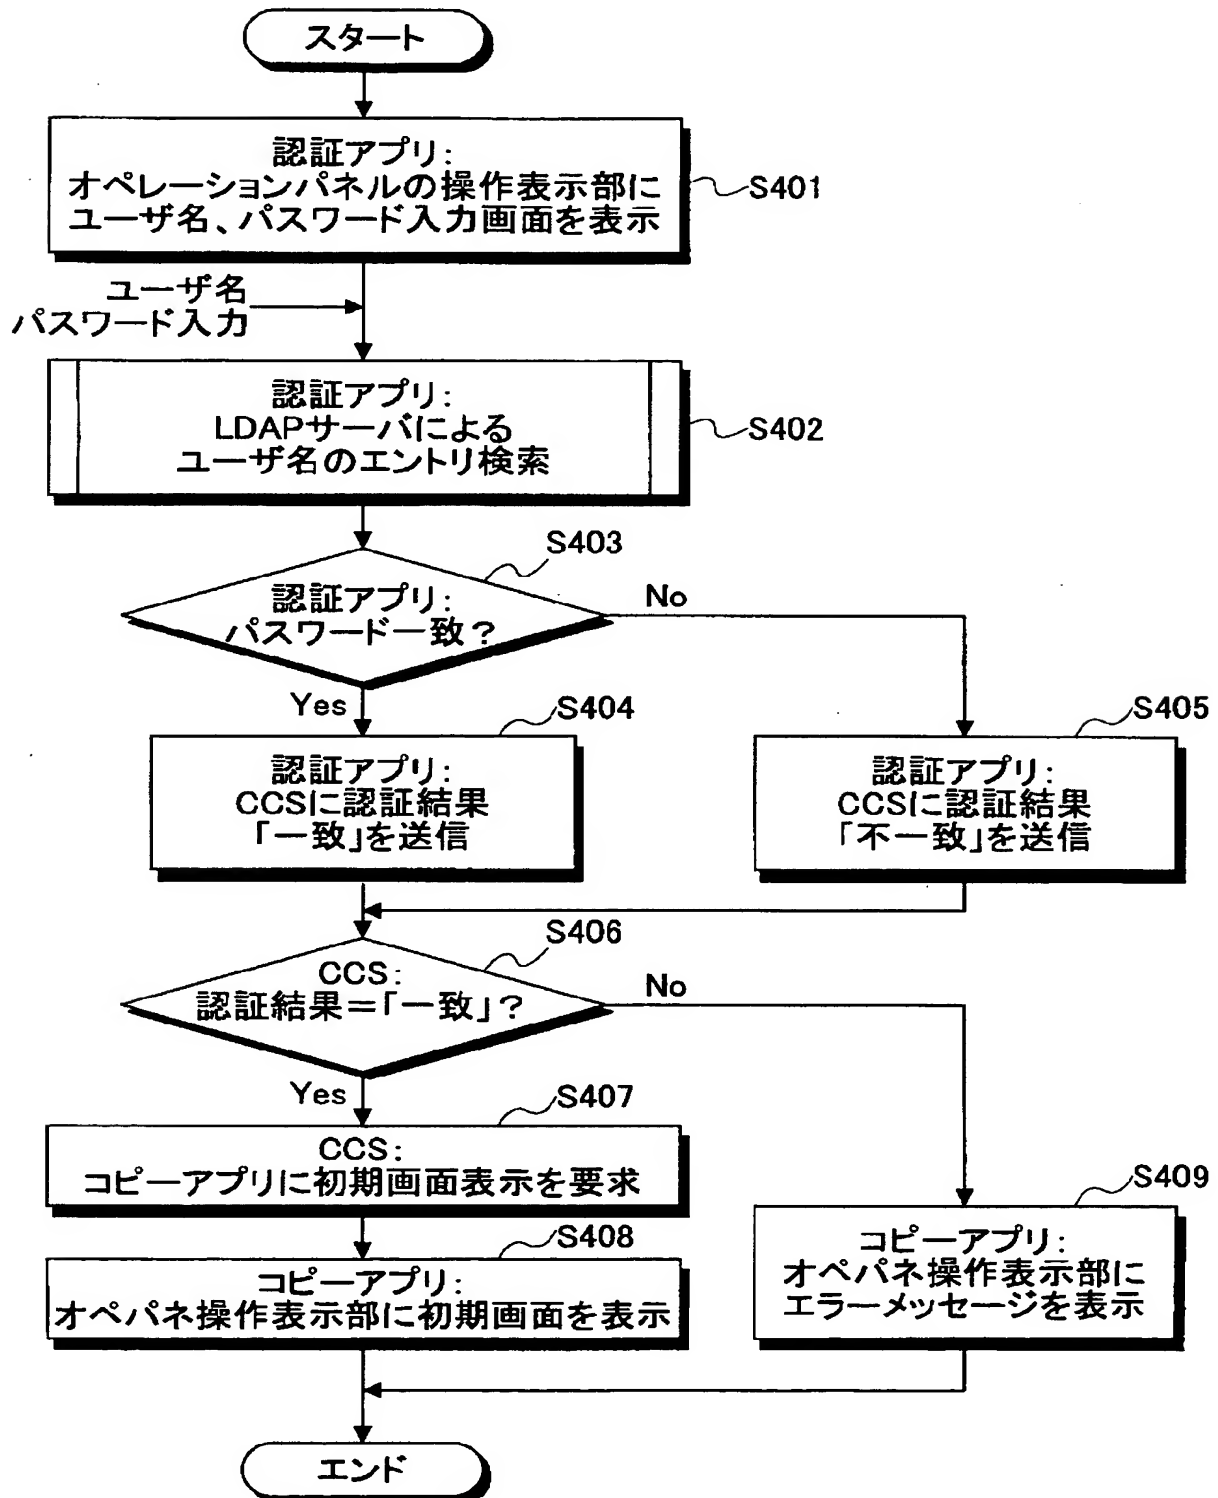 スタート
認証アプリ:
オペレーションパネルの操作表示部に
ユーザ名、パスワード入力画面を表示
S401
ユーザ名
パスワード入力
認証アプリ:
LDAPサーバによる
ユーザ名のエントリ検索
S402
S403
認証アプリ:
パスワード一致?
No
Yes
S404
認証アプリ:
CCSに認証結果
「一致」を送信
S405
認証アプリ:
CCSに認証結果
「不一致」を送信
S406
CCS:
認証結果=「一致」?
No
Yes
S407
CCS:
コピーアプリに初期画面表示を要求
S408
コピーアプリ:
オペパネ操作表示部に初期画面を表示
S409
コピーアプリ:
オペパネ操作表示部に
エラーメッセージを表示
エンド